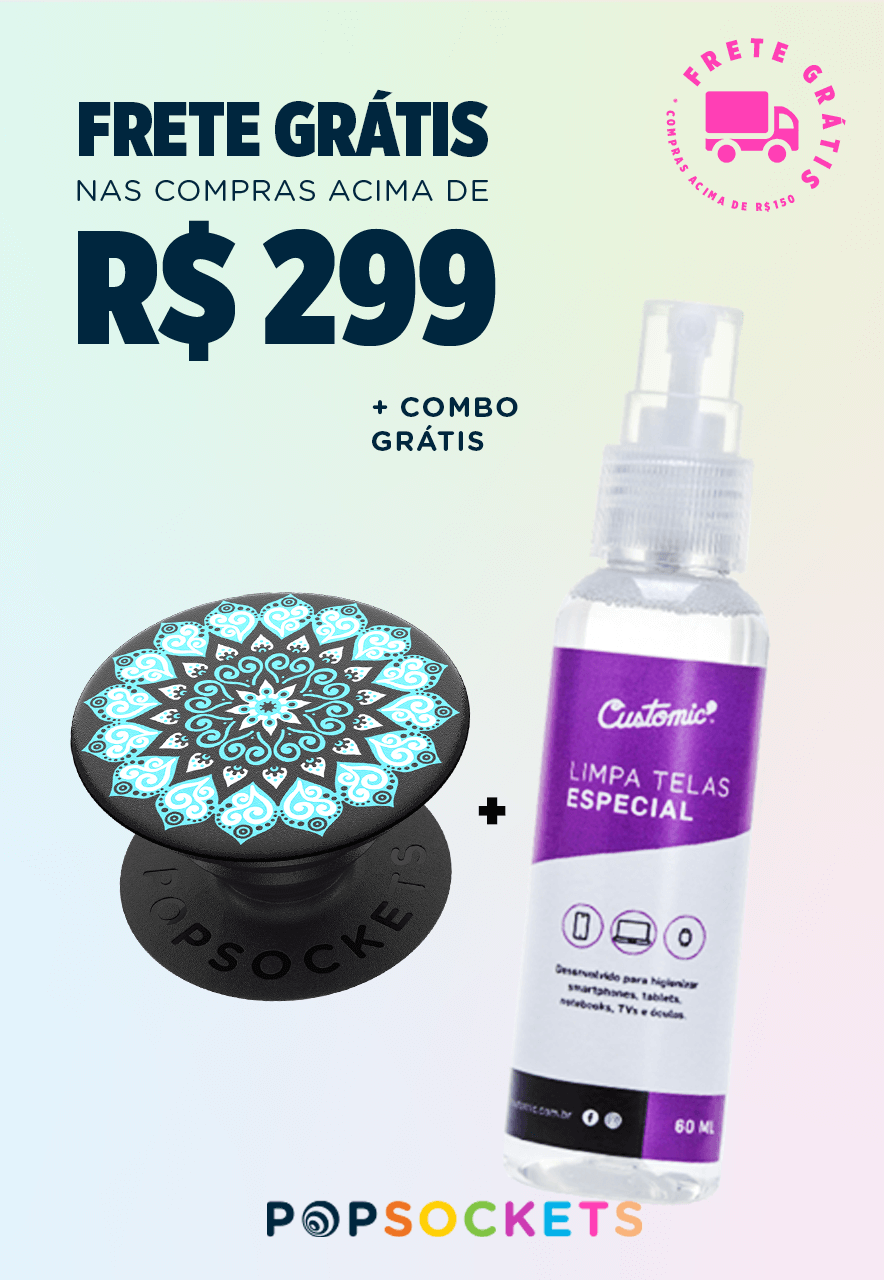 FRETE GRÁTIS
NAS COMPRAS ACIMA DE
R$ 299
FRETE GRÁTIS
* COMPRAS ACIMA DE R$150
+ COMBO
GRÁTIS
POPSOCKETS
+
Customic
LIMPA TELAS
ESPECIAL
Desenvolvido para higienizar
smartphones, tablets,
notebooks, TVs e óculos.
60 ML
POPSOCKETS